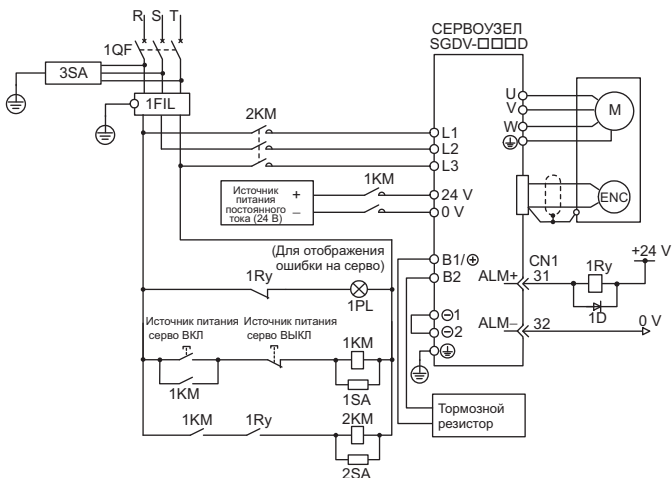 R S T
1QF
3SA
1FIL
2KM
СЕРВОУЗЕЛ
SGDV-□□□D
U
V
W
M
L1
L2
L3
Источник
питания
постоянного
тока (24 В)
+
–
1KM
24 V
0 V
ENC
(Для отображения
ошибки на серво)
1Ry
1PL
B1/⊕
B2
CN1
ALM+ 31
1Ry
+24 V
1D
ALM– 32
0 V
⊖1
⊖2
Источник питания
серво ВКЛ
Источник питания
серво ВЫКЛ
1KM
1KM
1SA
1KM
1Ry
2KM
2SA
Тормозной
резистор